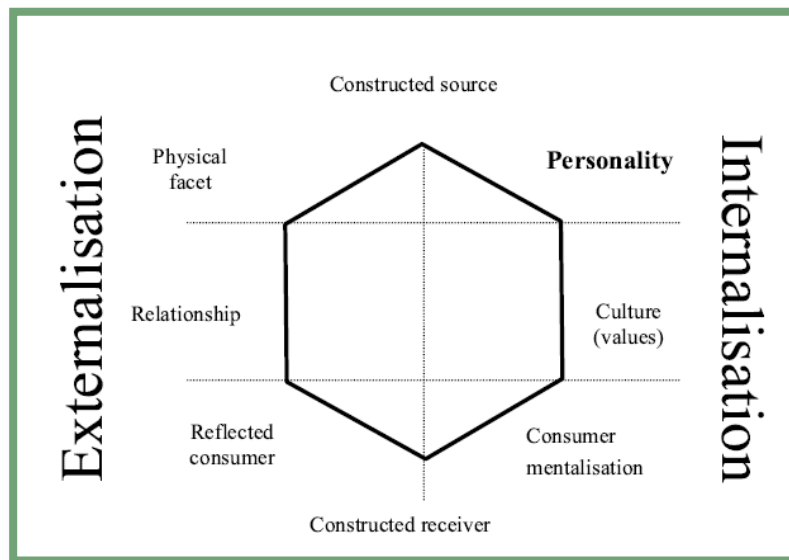 Constructed source
Externalisation
Physical
facet
Personality
Internalisation
Relationship
Culture
(values)
Reflected
consumer
Consumer
mentalisation
Constructed receiver